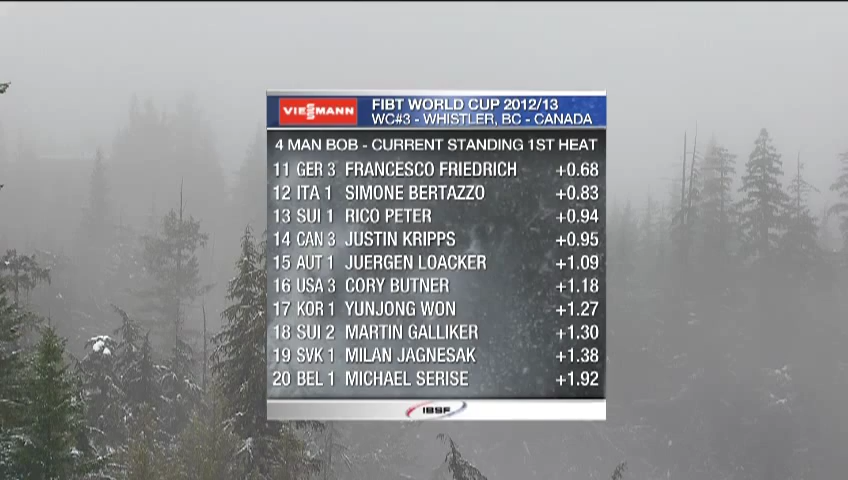 VIESMANN
FIBT WORLD CUP 2012/13
WC#3 - WHISTLER, BC - CANADA
4 MAN BOB - CURRENT STANDING 1ST HEAT
11 GER 3 FRANCESCO FRIEDRICH +0.68
12 ITA 1 SIMONE BERTAZZO +0.83
13 SUI 1 RICO PETER +0.94
14 CAN 3 JUSTIN KRIPPS +0.95
15 AUT 1 JUERGEN LOACKER +1.09
16 USA 3 CORY BUTNER +1.18
17 KOR 1 YUNJONG WON +1.27
18 SUI 2 MARTIN GALLIKER +1.30
19 SVK 1 MILAN JAGNESAK +1.38
20 BEL 1 MICHAEL SERISE +1.92
IBSF